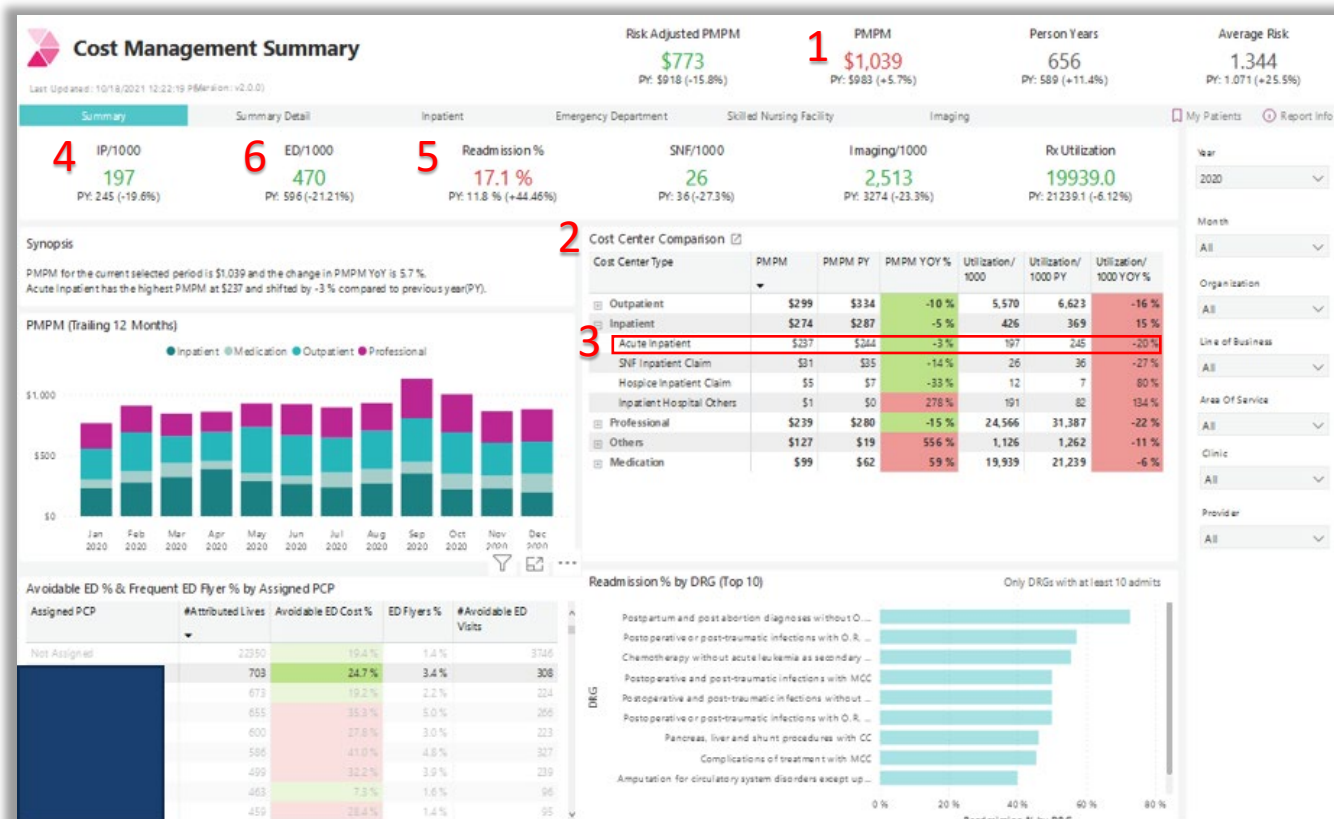 Cost Management Summary
Last Updated: 10/18/2021 12:22:19 PM
(Version: v2.0.0)
Risk Adjusted PMPM
$773
PY: $918 (-15.8%)
1
PMPM
$1,039
PY: $983 (+5.7%)
Person Years
656
PY: 589 (+11.4%)
Average Risk
1.344
PY: 1.071 (+25.5%)
Summary
Summary Detail
Inpatient
Emergency Department
Skilled Nursing Facility
Imaging
My Patients
Report Info
4
IP/1000
197
PY: 245 (-19.6%)
6
ED/1000
470
PY: 596 (-21.21%)
5
Readmission %
17.1 %
PY: 11.8 % (+44.46%)
SNF/1000
26
PY: 36 (-27.3%)
Imaging/1000
2,513
PY: 3274 (-23.3%)
Rx Utilization
19939.0
PY: 21239.1 (-6.12%)
Year
2020
Month
All
Organization
All
Line of Business
All
Area Of Service
All
Clinic
All
Provider
All
Synopsis
PMPM for the current selected period is $1,039 and the change in PMPM YoY is 5.7 %.
Acute Inpatient has the highest PMPM at $237 and shifted by -3 % compared to previous year(PY).
PMPM (Trailing 12 Months)
Inpatient Medication Outpatient Professional
$1,000
$500
$0
Jan 2020 Feb 2020 Mar 2020 Apr 2020 May 2020 Jun 2020 Jul 2020 Aug 2020 Sep 2020 Oct 2020 Nov 2020 Dec 2020
2
Cost Center Comparison
Cost Center Type PMPM PMPM PY PMPM YOY % Utilization/ 1000 Utilization/ 1000 PY Utilization/ 1000 YOY %
Outpatient $299 $334 -10 % 5,570 6,623 -16 %
Inpatient $274 $287 -5 % 426 369 15 %
3
Acute Inpatient $237 $244 -3 % 197 245 -20 %
SNF Inpatient Claim $31 $35 -14 % 26 36 -27 %
Hospice Inpatient Claim $5 $7 -33 % 12 7 80 %
Inpatient Hospital Others $1 $0 278 % 191 82 134 %
Professional $239 $280 -15 % 24,566 31,387 -22 %
Others $127 $19 556 % 1,126 1,262 -11 %
Medication $99 $62 59 % 19,939 21,239 -6 %
Avoidable ED % & Frequent ED Flyer % by Assigned PCP
Assigned PCP #Attributed Lives Avoidable ED Cost % ED Flyers % #Avoidable ED Visits
Not Assigned 22350 19.4 % 1.4 % 3746
703 24.7 % 3.4 % 308
673 19.2 % 2.2 % 224
655 35.3 % 5.0 % 266
600 27.8 % 3.0 % 223
586 41.0 % 4.8 % 327
499 32.2 % 3.9 % 239
463 7.3 % 1.6 % 96
459 28.4 % 1.4 % 95
Readmission % by DRG (Top 10)
Only DRGs with at least 10 admits
DRG
Postpartum and post abortion diagnoses without O....
Postoperative or post-traumatic infections with O.R. ...
Chemotherapy without acute leukemia as secondary ...
Postoperative and post-traumatic infections with MCC
Postoperative and post-traumatic infections without ...
Postoperative or post-traumatic infections with O.R. ...
Pancreas, liver and shunt procedures with CC
Complications of treatment with MCC
Amputation for circulatory system disorders except up...
0 % 20 % 40 % 60 % 80 %
Readmission % by DRG